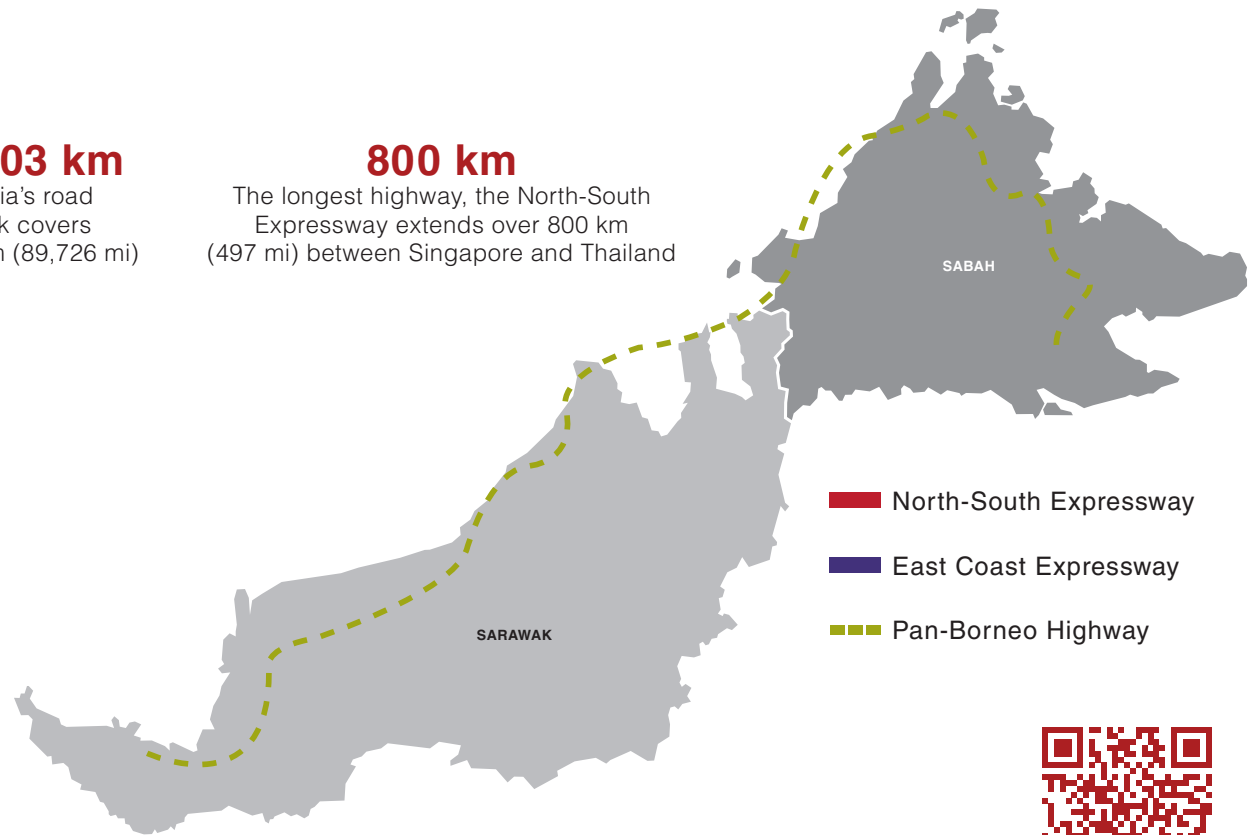 03 km
ia's road
k covers
(89,726 mi)
800 km
The longest highway, the North-South
Expressway extends over 800 km
(497 mi) between Singapore and Thailand
SABAH
SARAWAK
North-South Expressway
East Coast Expressway
Pan-Borneo Highway